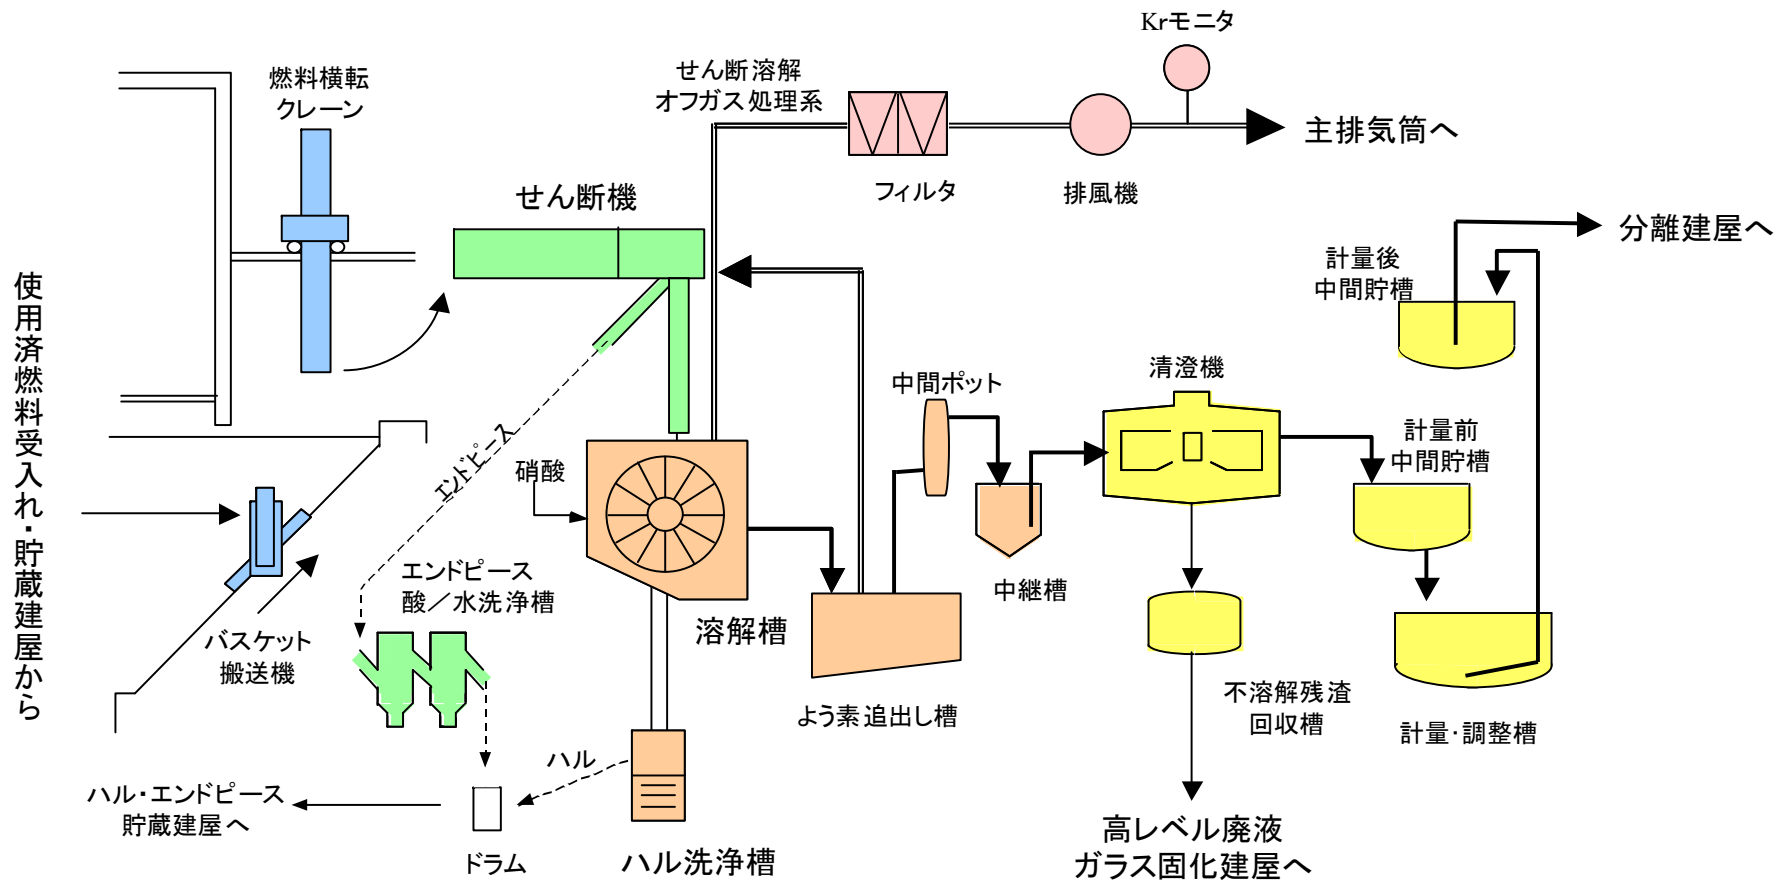 Krモニタ
せん断溶解
オフガス処理系
燃料横転
クレーン
主排気筒へ
フィルタ
排風機
せん断機
分離建屋へ
計量後
中間貯槽
使用済燃料受入れ・貯蔵建屋から
清澄機
中間ポット
計量前
中間貯槽
エンドピース
硝酸
エンドピース
酸／水洗浄槽
中継槽
溶解槽
バスケット
搬送機
よう素追出し槽
不溶解残渣
回収槽
計量・調整槽
ハル
ハル・エンドピース
貯蔵建屋へ
ドラム
ハル洗浄槽
高レベル廃液
ガラス固化建屋へ